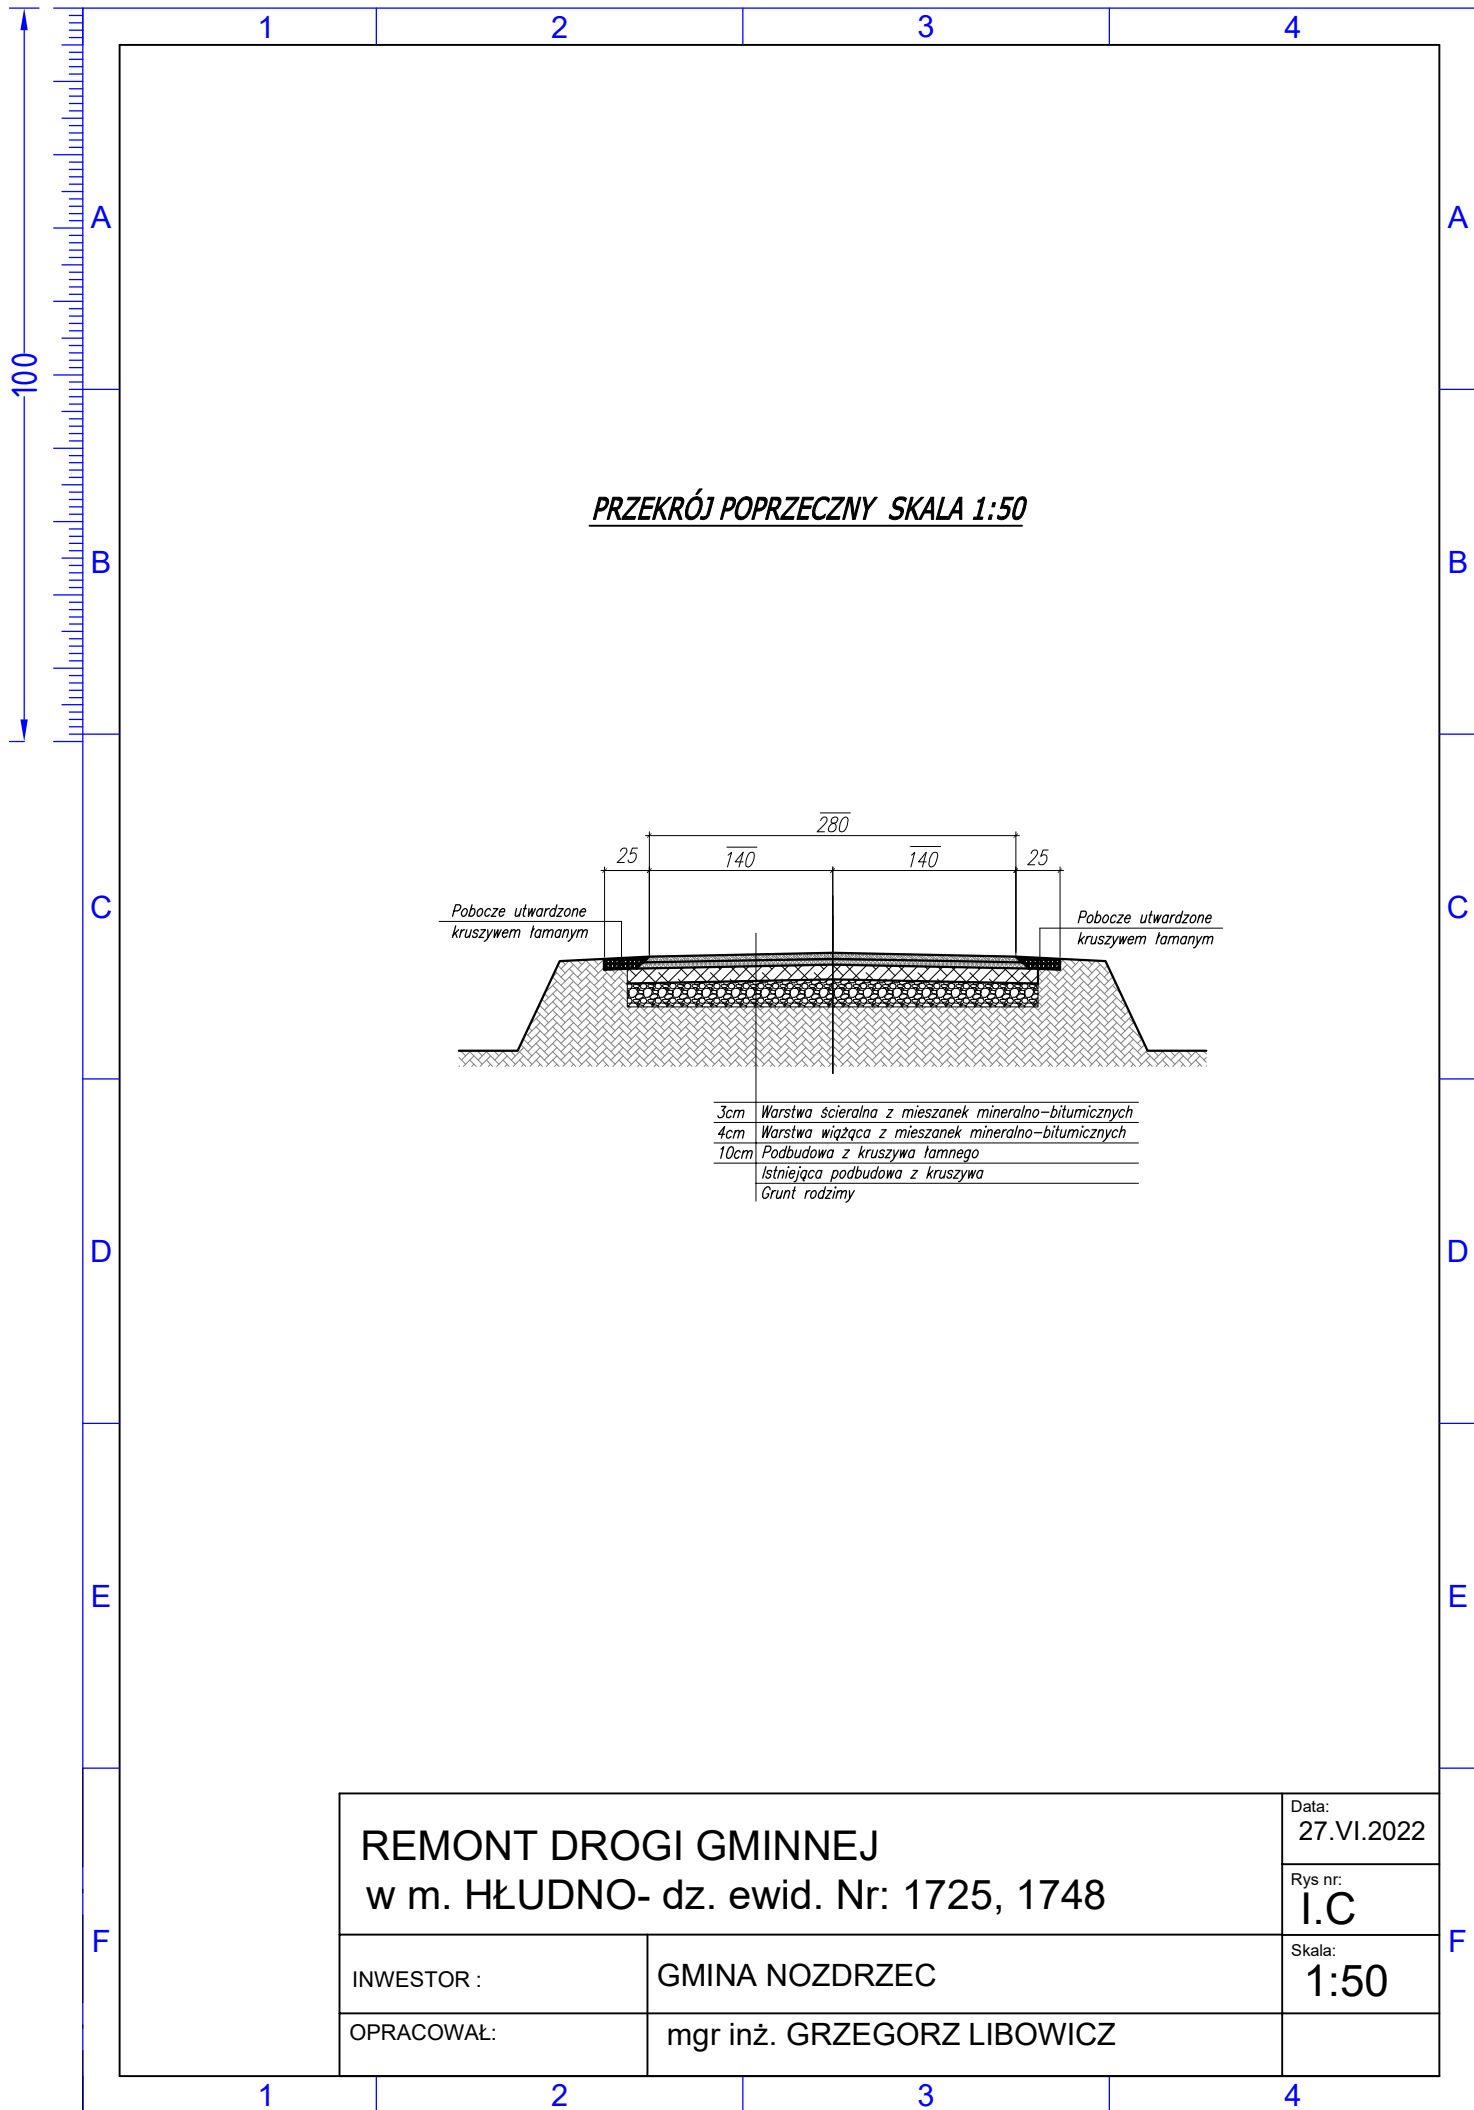 1 2 3 4
100
A A
B B
C C
D D
E E
F F
PRZEKRÓJ POPRZECZNY SKALA 1:50
280
25 140 140 25
Pobocze utwardzone
kruszywem łamanym
Pobocze utwardzone
kruszywem łamanym
3cm Warstwa ścieralna z mieszanek mineralno-bitumicznych
4cm Warstwa wiążąca z mieszanek mineralno-bitumicznych
10cm Podbudowa z kruszywa łamnego
Istniejąca podbudowa z kruszywa
Grunt rodzimy
REMONT DROGI GMINNEJ
w m. HŁUDNO- dz. ewid. Nr: 1725, 1748
Data:
27.VI.2022
Rys nr:
I.C
INWESTOR : GMINA NOZDRZEC
Skala:
1:50
OPRACOWAŁ: mgr inż. GRZEGORZ LIBOWICZ
1 2 3 4